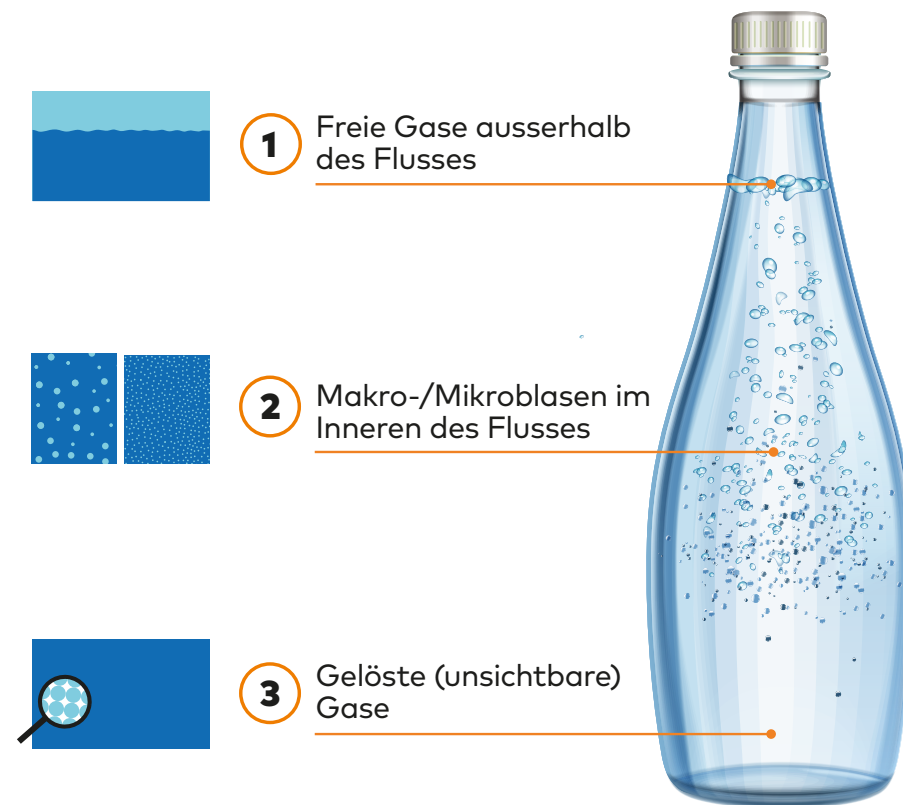 1
Freie Gase ausserhalb
des Flusses
2
Makro-/Mikroblasen im
Inneren des Flusses
3
Gelöste (unsichtbare)
Gase